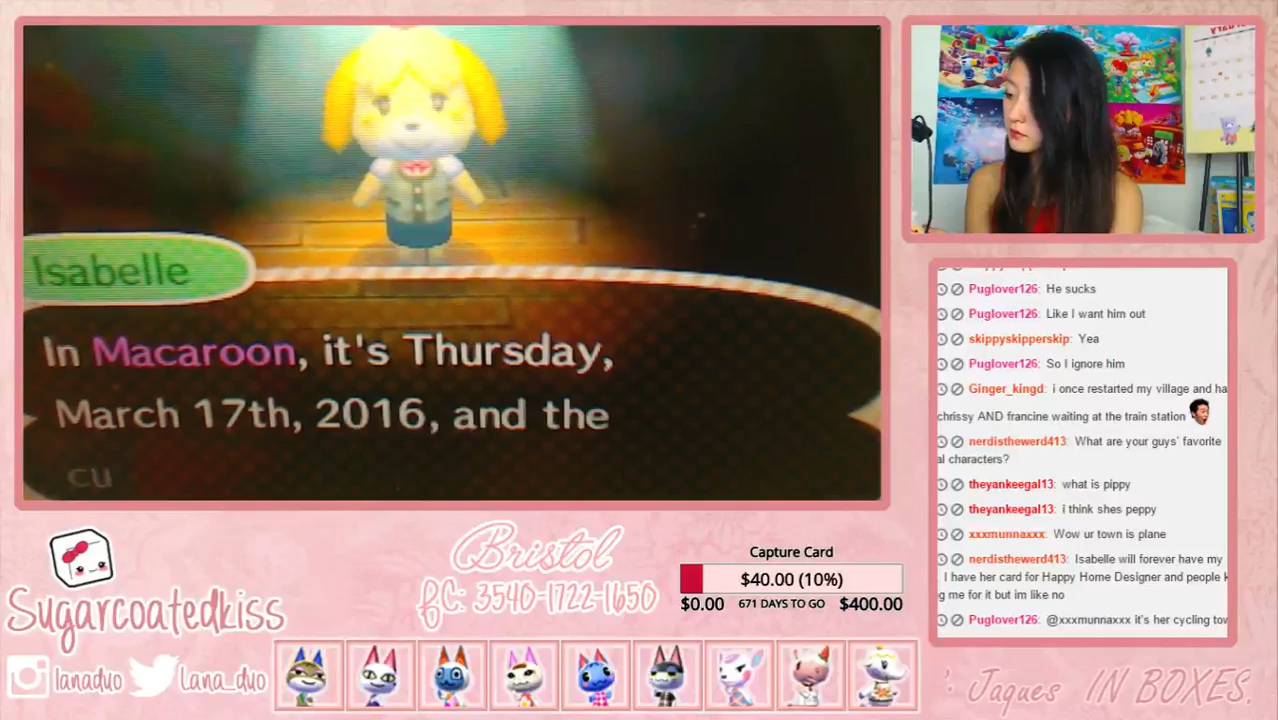 Isabelle
In Macaroon, it's Thursday,
March 17th, 2016, and the
cu
Puglover126: He sucks
Puglover126: Like I want him out
skippyskipperskip: Yea
Puglover126: So I ignore him
Ginger_kingd: i once restarted my village and ha
chrissy AND francine waiting at the train station
nerdisthewerd413: What are your guys' favorite
al characters?
theyankeegal13: what is pippy
theyankeegal13: i think shes peppy
xxxmunnaxxx: Wow ur town is plane
nerdisthewerd413: Isabelle will forever have my
I have her card for Happy Home Designer and people k
g me for it but im like no
Puglover126: @xxxmunnaxxx it's her cycling tow
Sugarcoatedkiss
lanaduo
Lana_duo
Bristol
fC: 3540-1722-1650
Capture Card
$40.00 (10%)
$0.00 671 DAYS TO GO $400.00
Jaques IN BOXES.